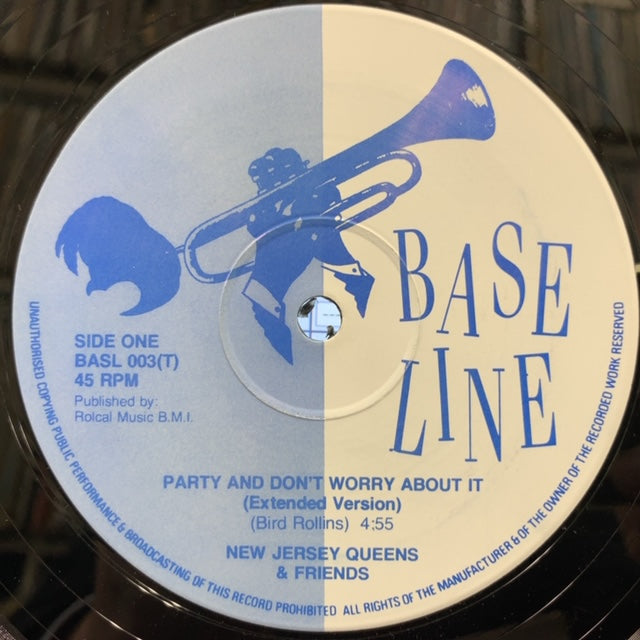 BASE
LINE
SIDE ONE
BASL 003(T)
45 RPM
Published by:
Rolcal Music B.M.I.
PARTY AND DON'T WORRY ABOUT IT
(Extended Version)
(Bird Rollins) 4:55
NEW JERSEY QUEENS
& FRIENDS
UNAUTHORISED COPYING PUBLIC PERFORMANCE & BROADCASTING OF THIS RECORD PROHIBITED ALL RIGHTS OF THE MANUFACTURER & OF THE OWNER OF THE RECORDED WORK RESERVED